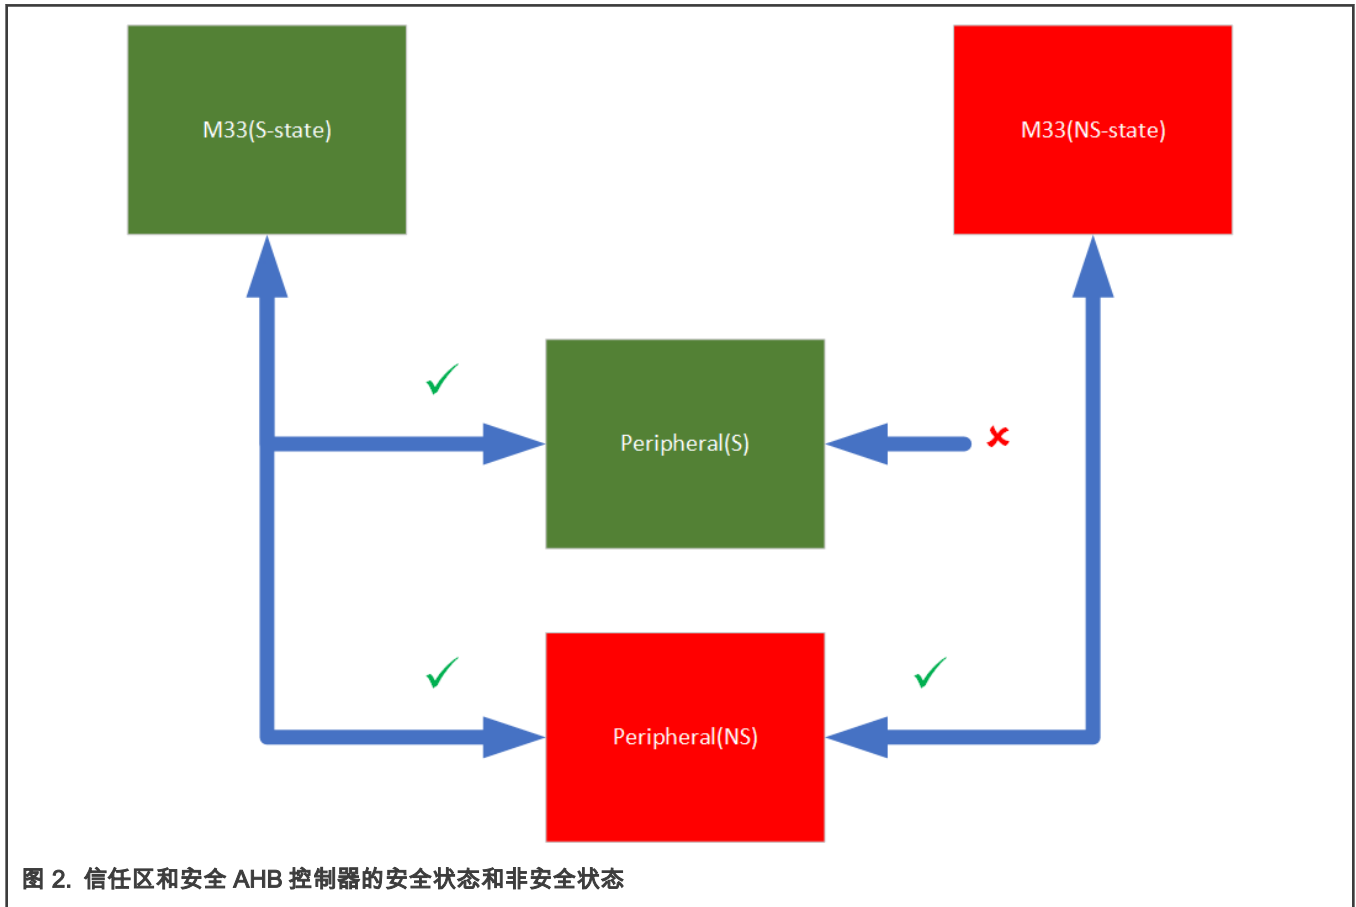 M33(S-state)
M33(NS-state)
Peripheral(S)
Peripheral(NS)
图 2. 信任区和安全 AHB 控制器的安全状态和非安全状态